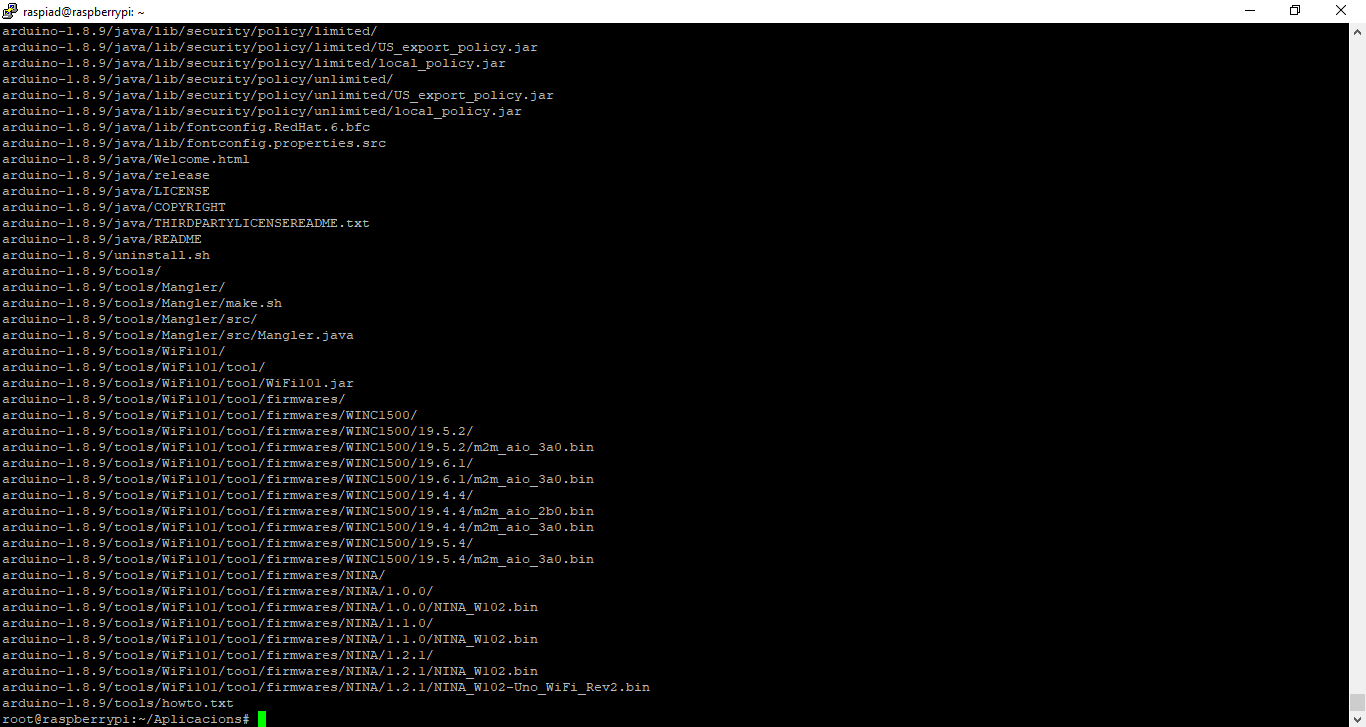 raspiad@raspberrypi: ~
arduino-1.8.9/java/lib/security/policy/limited/
arduino-1.8.9/java/lib/security/policy/limited/US_export_policy.jar
arduino-1.8.9/java/lib/security/policy/limited/local_policy.jar
arduino-1.8.9/java/lib/security/policy/unlimited/
arduino-1.8.9/java/lib/security/policy/unlimited/US_export_policy.jar
arduino-1.8.9/java/lib/security/policy/unlimited/local_policy.jar
arduino-1.8.9/java/lib/fontconfig.RedHat.6.bfc
arduino-1.8.9/java/lib/fontconfig.properties.src
arduino-1.8.9/java/Welcome.html
arduino-1.8.9/java/release
arduino-1.8.9/java/LICENSE
arduino-1.8.9/java/COPYRIGHT
arduino-1.8.9/java/THIRDPARTYLICENSEREADME.txt
arduino-1.8.9/java/README
arduino-1.8.9/uninstall.sh
arduino-1.8.9/tools/
arduino-1.8.9/tools/Mangler/
arduino-1.8.9/tools/Mangler/make.sh
arduino-1.8.9/tools/Mangler/src/
arduino-1.8.9/tools/Mangler/src/Mangler.java
arduino-1.8.9/tools/WiFi101/
arduino-1.8.9/tools/WiFi101/tool/
arduino-1.8.9/tools/WiFi101/tool/WiFi101.jar
arduino-1.8.9/tools/WiFi101/tool/firmwares/
arduino-1.8.9/tools/WiFi101/tool/firmwares/WINC1500/
arduino-1.8.9/tools/WiFi101/tool/firmwares/WINC1500/19.5.2/
arduino-1.8.9/tools/WiFi101/tool/firmwares/WINC1500/19.5.2/m2m_aio_3a0.bin
arduino-1.8.9/tools/WiFi101/tool/firmwares/WINC1500/19.6.1/
arduino-1.8.9/tools/WiFi101/tool/firmwares/WINC1500/19.6.1/m2m_aio_3a0.bin
arduino-1.8.9/tools/WiFi101/tool/firmwares/WINC1500/19.4.4/
arduino-1.8.9/tools/WiFi101/tool/firmwares/WINC1500/19.4.4/m2m_aio_2b0.bin
arduino-1.8.9/tools/WiFi101/tool/firmwares/WINC1500/19.4.4/m2m_aio_3a0.bin
arduino-1.8.9/tools/WiFi101/tool/firmwares/WINC1500/19.5.4/
arduino-1.8.9/tools/WiFi101/tool/firmwares/WINC1500/19.5.4/m2m_aio_3a0.bin
arduino-1.8.9/tools/WiFi101/tool/firmwares/NINA/
arduino-1.8.9/tools/WiFi101/tool/firmwares/NINA/1.0.0/
arduino-1.8.9/tools/WiFi101/tool/firmwares/NINA/1.0.0/NINA_W102.bin
arduino-1.8.9/tools/WiFi101/tool/firmwares/NINA/1.1.0/
arduino-1.8.9/tools/WiFi101/tool/firmwares/NINA/1.1.0/NINA_W102.bin
arduino-1.8.9/tools/WiFi101/tool/firmwares/NINA/1.2.1/
arduino-1.8.9/tools/WiFi101/tool/firmwares/NINA/1.2.1/NINA_W102.bin
arduino-1.8.9/tools/WiFi101/tool/firmwares/NINA/1.2.1/NINA_W102-Uno_WiFi_Rev2.bin
arduino-1.8.9/tools/howto.txt
root@raspberrypi:~/Aplicacions#